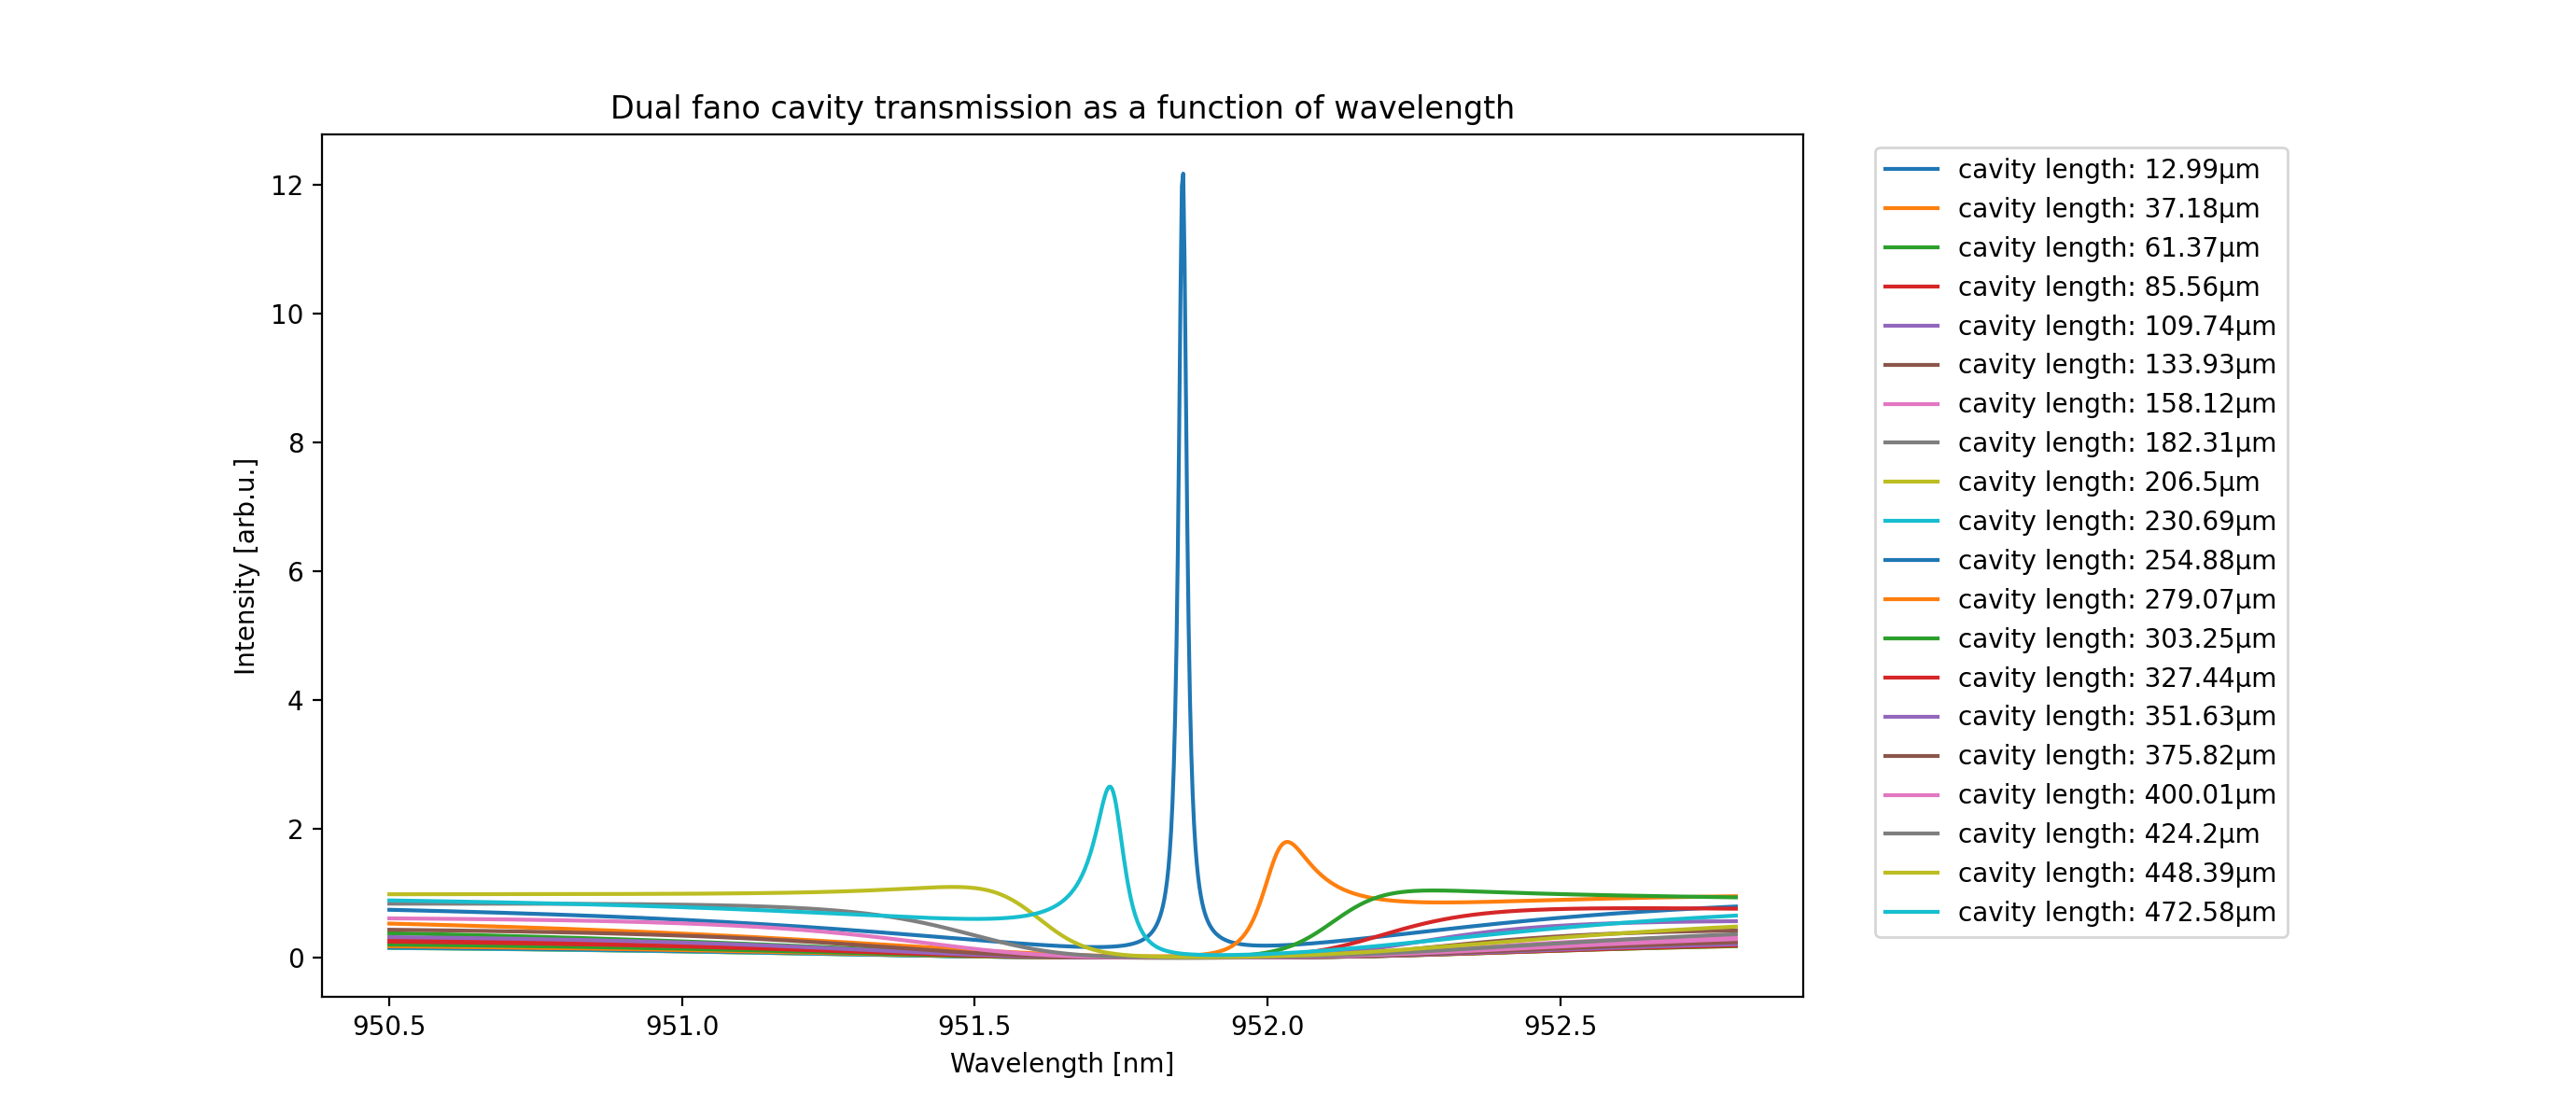 Dual fano cavity transmission as a function of wavelength
12
10
8
6
4
2
0
Intensity [arb.u.]
950.5 951.0 951.5 952.0 952.5
Wavelength [nm]
cavity length: 12.99μm
cavity length: 37.18μm
cavity length: 61.37μm
cavity length: 85.56μm
cavity length: 109.74μm
cavity length: 133.93μm
cavity length: 158.12μm
cavity length: 182.31μm
cavity length: 206.5μm
cavity length: 230.69μm
cavity length: 254.88μm
cavity length: 279.07μm
cavity length: 303.25μm
cavity length: 327.44μm
cavity length: 351.63μm
cavity length: 375.82μm
cavity length: 400.01μm
cavity length: 424.2μm
cavity length: 448.39μm
cavity length: 472.58μm